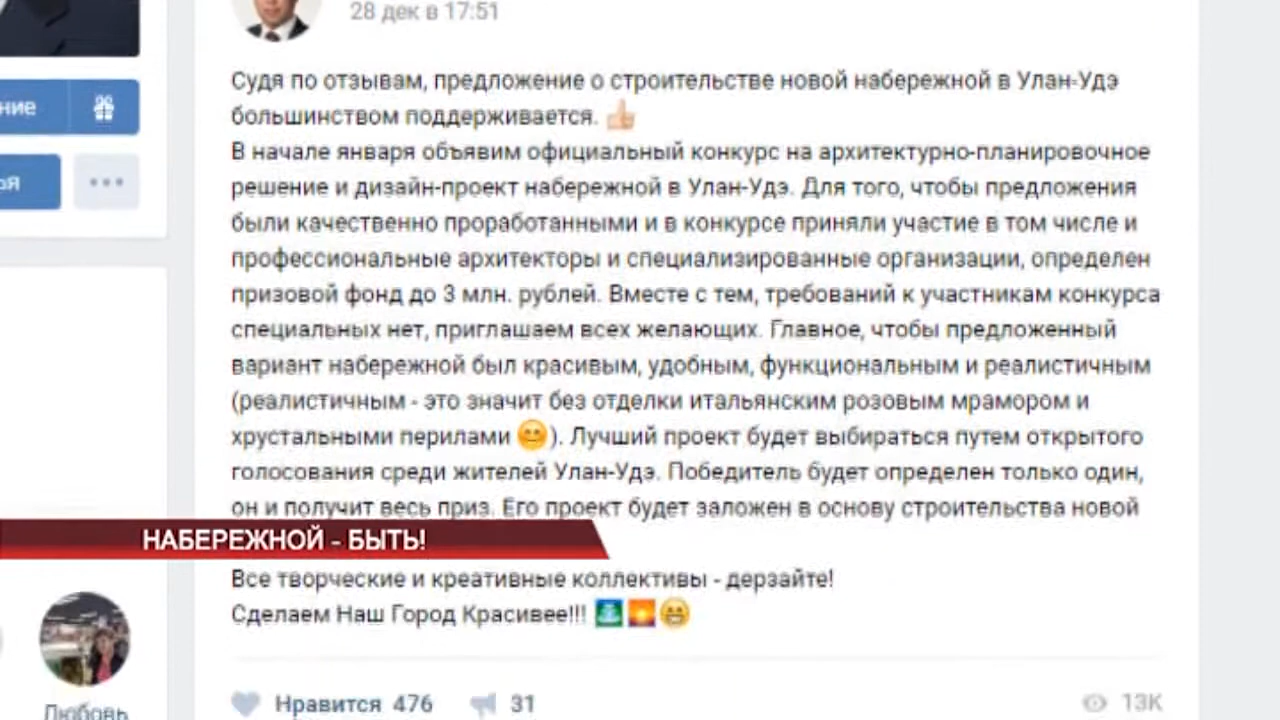 28 дек в 17:51
Судя по отзывам, предложение о строительстве новой набережной в Улан-Удэ
большинством поддерживается. 👍
В начале января объявим официальный конкурс на архитектурно-планировочное
решение и дизайн-проект набережной в Улан-Удэ. Для того, чтобы предложения
были качественно проработанными и в конкурсе приняли участие в том числе и
профессиональные архитекторы и специализированные организации, определен
призовой фонд до 3 млн. рублей. Вместе с тем, требований к участникам конкурса
специальных нет, приглашаем всех желающих. Главное, чтобы предложенный
вариант набережной был красивым, удобным, функциональным и реалистичным
(реалистичным - это значит без отделки итальянским розовым мрамором и
хрустальными перилами 😊). Лучший проект будет выбираться путем открытого
голосования среди жителей Улан-Удэ. Победитель будет определен только один,
он и получит весь приз. Его проект будет заложен в основу строительства новой
НАБЕРЕЖНОЙ - БЫТЬ!
Все творческие и креативные коллективы - дерзайте!
Сделаем Наш Город Красивее!!!
Нравится 476 31 13K
ние
ья
Любовь